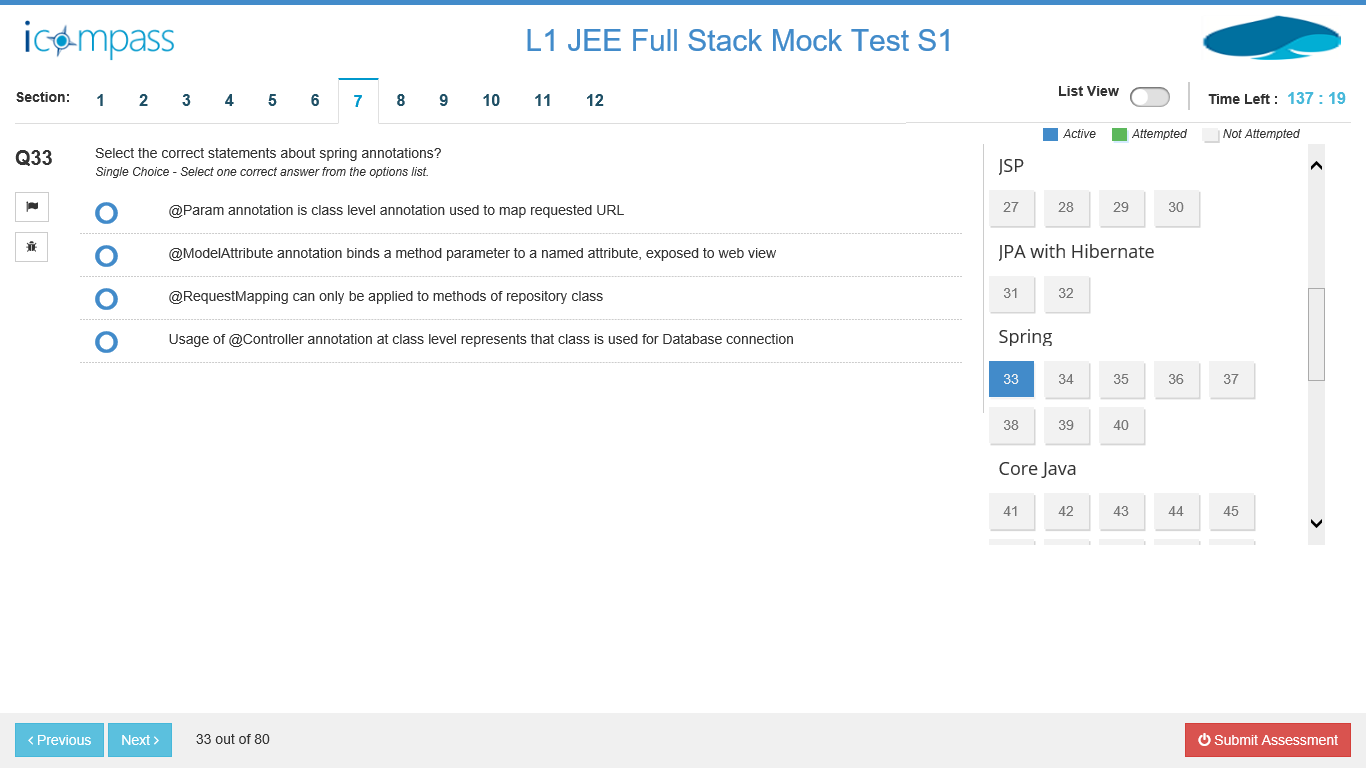 icompass
L1 JEE Full Stack Mock Test S1
Section: 1 2 3 4 5 6 7 8 9 10 11 12
List View
Time Left : 137 : 19
Active Attempted Not Attempted
Q33
Select the correct statements about spring annotations?
Single Choice - Select one correct answer from the options list.
@Param annotation is class level annotation used to map requested URL
@ModelAttribute annotation binds a method parameter to a named attribute, exposed to web view
@RequestMapping can only be applied to methods of repository class
Usage of @Controller annotation at class level represents that class is used for Database connection
JSP
27 28 29 30
JPA with Hibernate
31 32
Spring
33 34 35 36 37
38 39 40
Core Java
41 42 43 44 45
‹ Previous Next › 33 out of 80
Submit Assessment